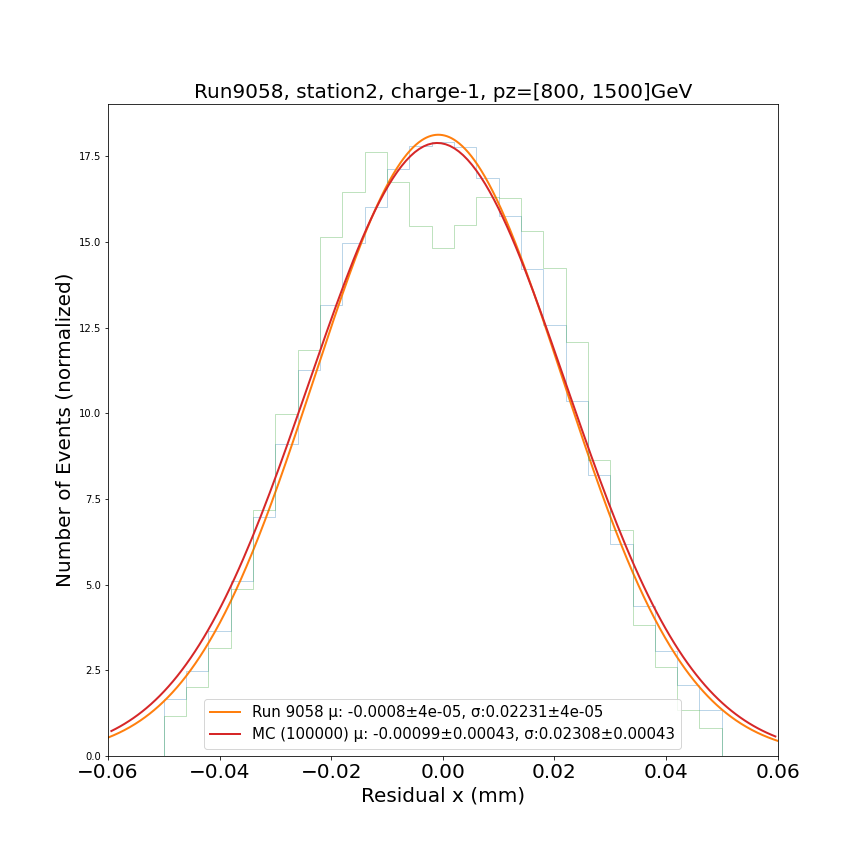 Run9058, station2, charge-1, pz=[800, 1500]GeV
Number of Events (normalized)
17.5
15.0
12.5
10.0
7.5
5.0
2.5
0.0
Run 9058 μ: -0.0008±4e-05, σ:0.02231±4e-05
MC (100000) μ: -0.00099±0.00043, σ:0.02308±0.00043
−0.06 −0.04 −0.02 0.00 0.02 0.04 0.06
Residual x (mm)